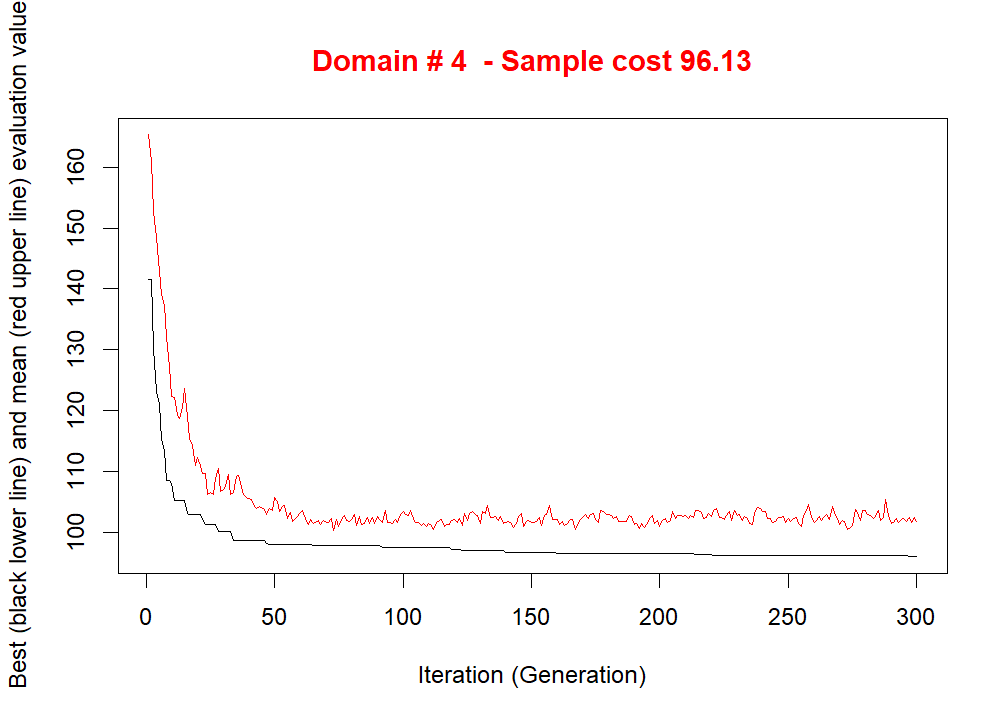 Domain # 4  - Sample cost 96.13
Best (black lower line) and mean (red upper line) evaluation value
160
150
140
130
120
110
100
0 50 100 150 200 250 300
Iteration (Generation)